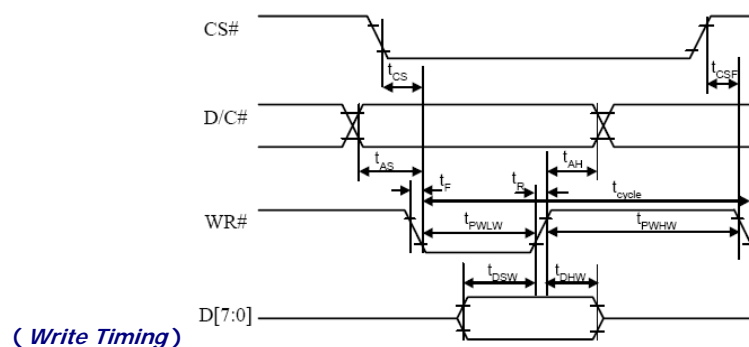 CS#
t_CS
t_CSF
D/C#
t_AS
t_AH
t_F
t_R
t_cycle
WR#
t_PWLW
t_PWHW
t_DSW
t_DHW
D[7:0]
( Write Timing)